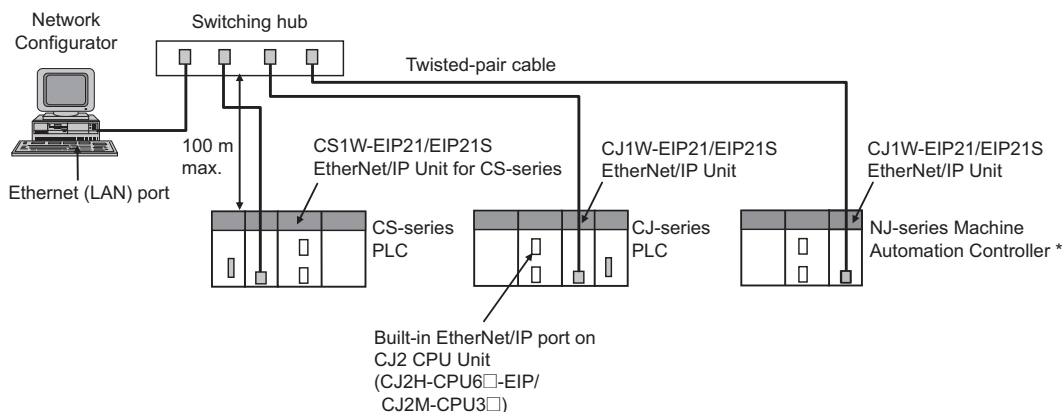 Network
Configurator
Switching hub
Twisted-pair cable
100 m
max.
Ethernet (LAN) port
CS1W-EIP21/EIP21S
EtherNet/IP Unit for CS-series
CJ1W-EIP21/EIP21S
EtherNet/IP Unit
CJ1W-EIP21/EIP21S
EtherNet/IP Unit
CS-series
PLC
CJ-series
PLC
NJ-series Machine
Automation Controller *
Built-in EtherNet/IP port on
CJ2 CPU Unit
(CJ2H-CPU6□-EIP/
CJ2M-CPU3□)